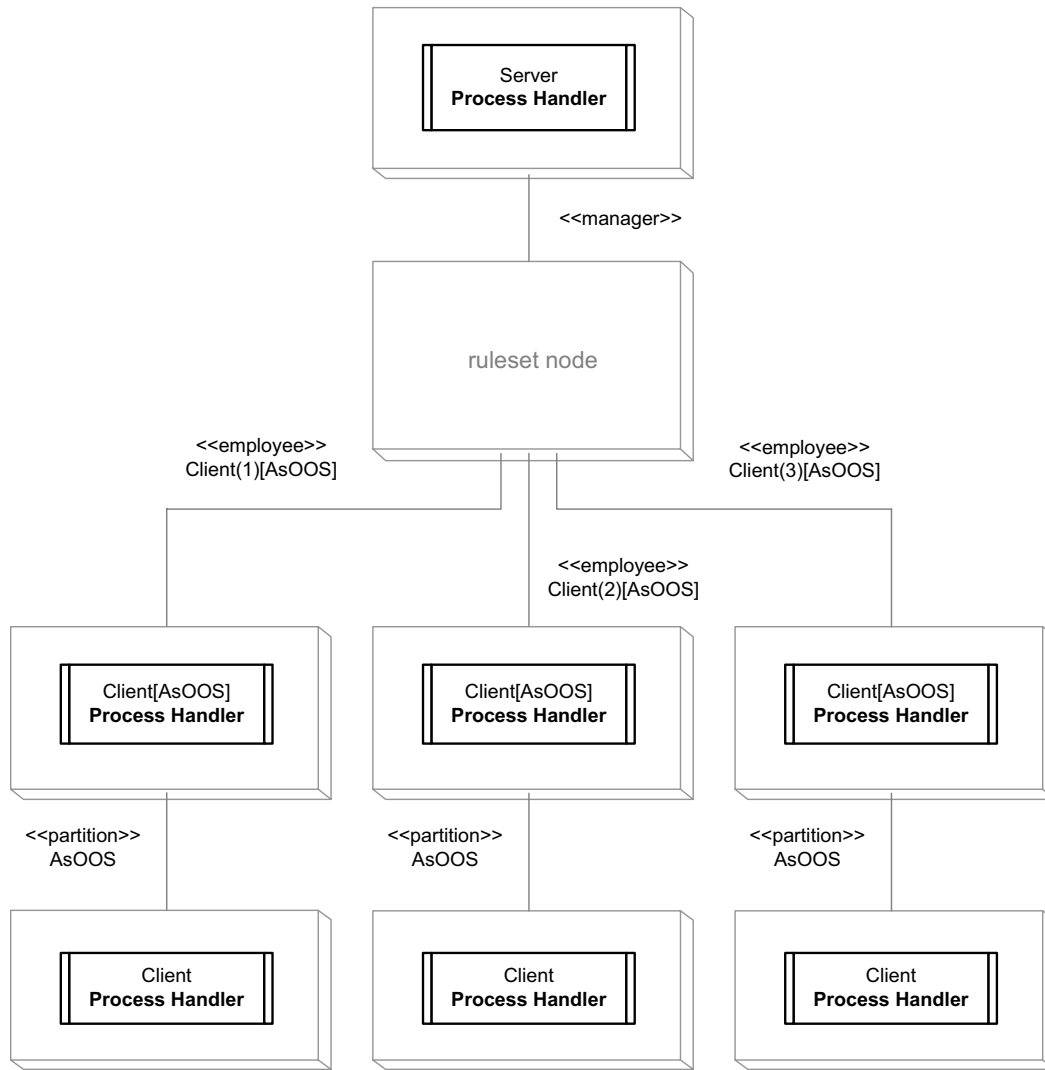 Server
Process Handler
<<manager>>
ruleset node
<<employee>>
Client(1)[AsOOS]
<<employee>>
Client(3)[AsOOS]
<<employee>>
Client(2)[AsOOS]
Client[AsOOS]
Process Handler
Client[AsOOS]
Process Handler
Client[AsOOS]
Process Handler
<<partition>>
AsOOS
<<partition>>
AsOOS
<<partition>>
AsOOS
Client
Process Handler
Client
Process Handler
Client
Process Handler